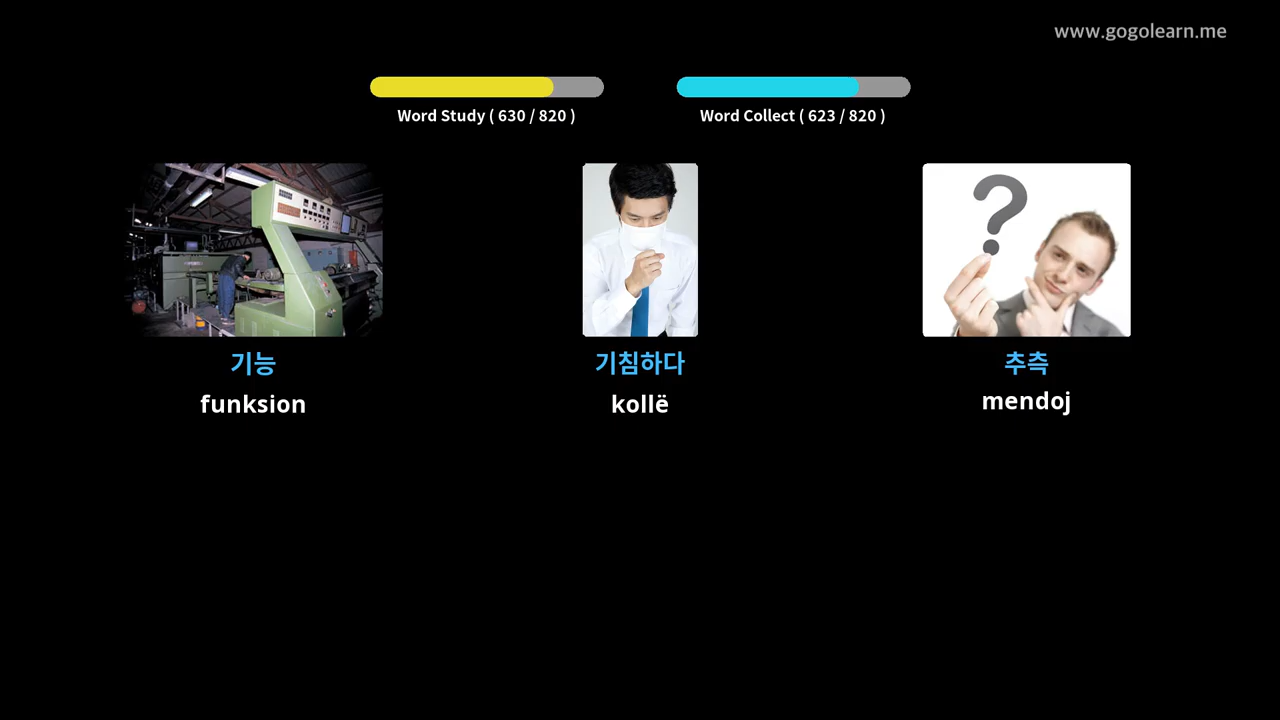 www.gogolearn.me
Word Study ( 630 / 820 )
Word Collect ( 623 / 820 )
기능
기침하다
추측
funksion
kollë
mendoj